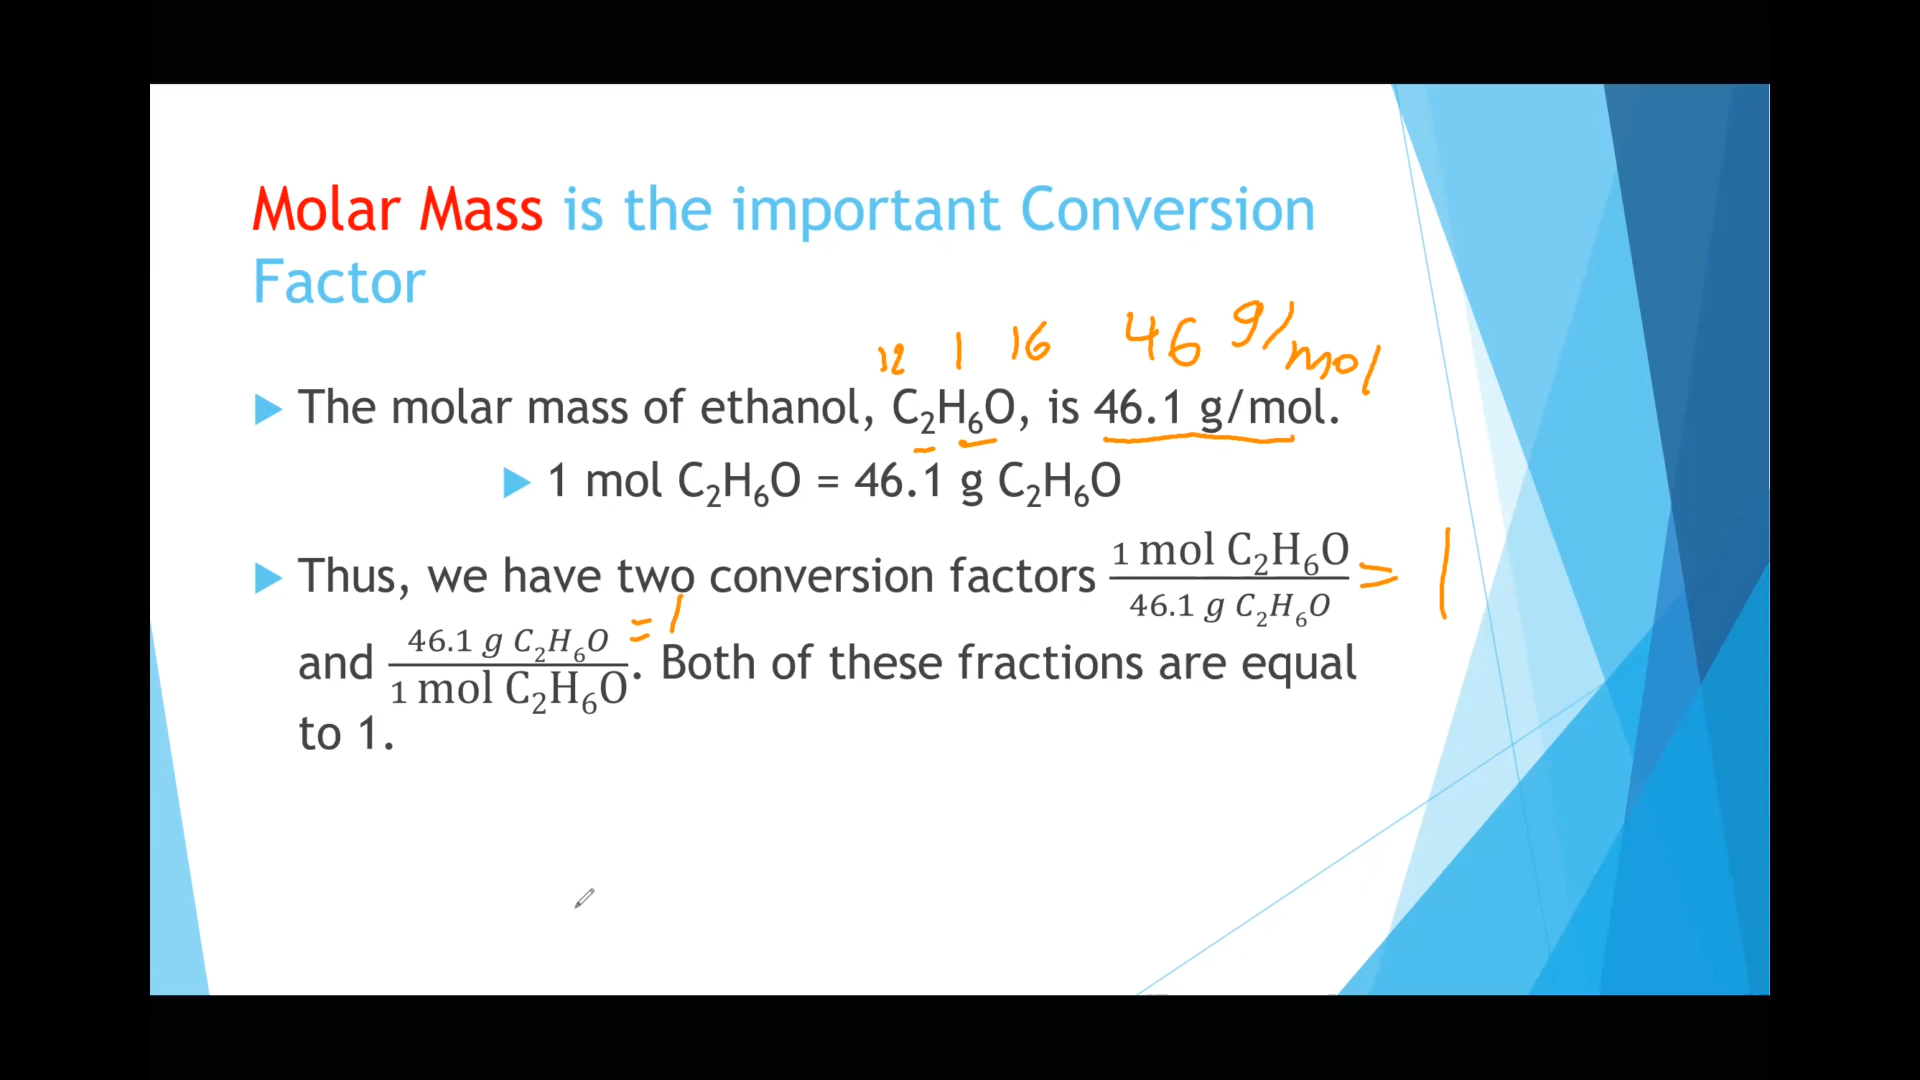 Molar Mass is the important Conversion
Factor
12 1 16 46 g/mol
The molar mass of ethanol, C₂H₆O, is 46.1 g/mol.
1 mol C₂H₆O = 46.1 g C₂H₆O
Thus, we have two conversion factors 1 mol C₂H₆O / 46.1 g C₂H₆O = 1
and 46.1 g C₂H₆O / 1 mol C₂H₆O = 1 . Both of these fractions are equal
to 1.